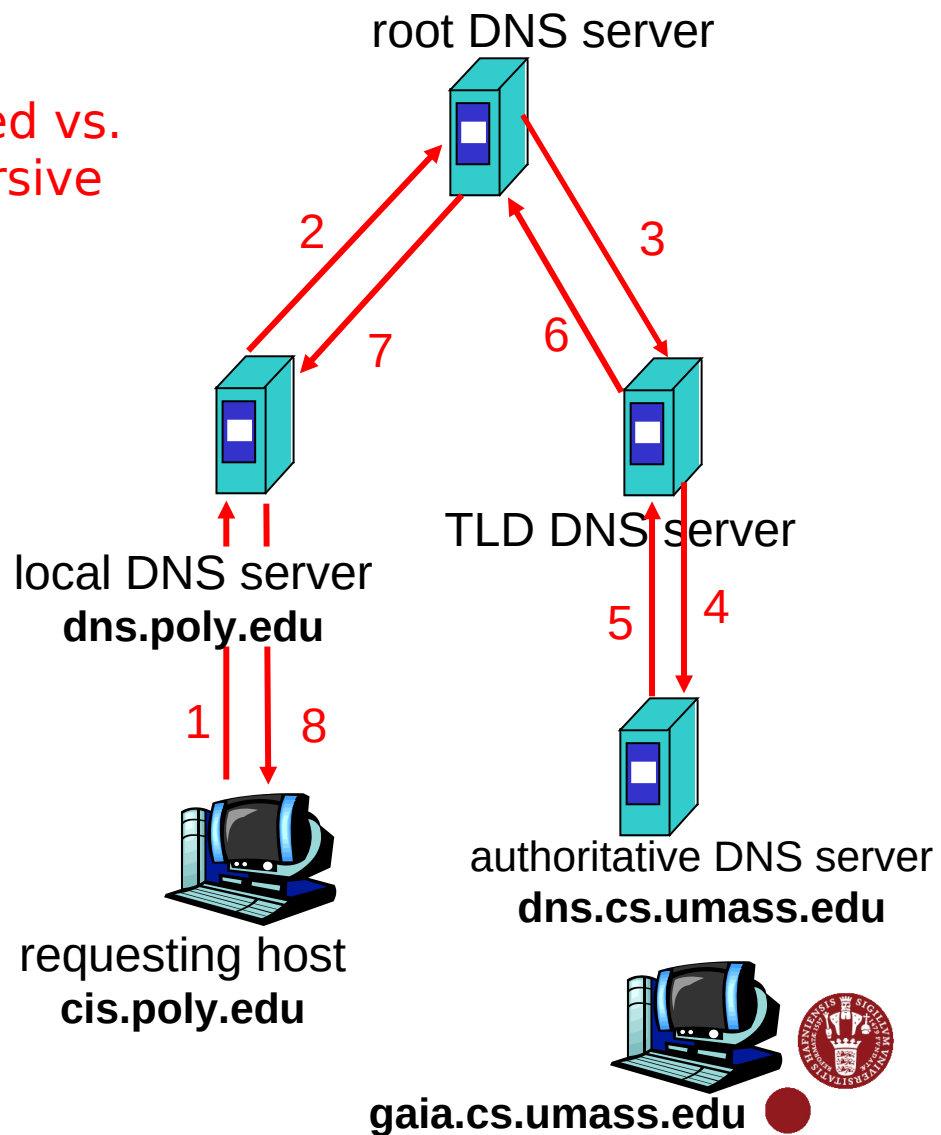 root DNS server
ed vs.
rsive
2
3
7
6
TLD DNS server
local DNS server
dns.poly.edu
5
4
1
8
authoritative DNS server
dns.cs.umass.edu
requesting host
cis.poly.edu
gaia.cs.umass.edu